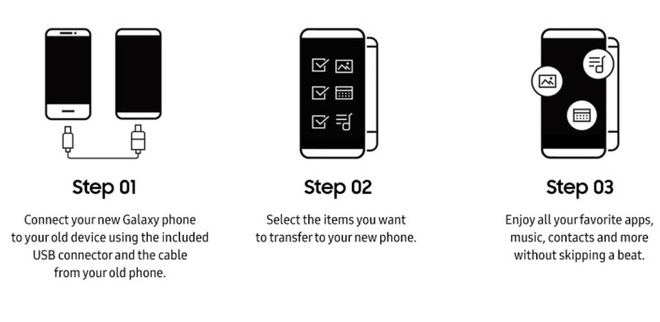 Step 01
Connect your new Galaxy phone
to your old device using the included
USB connector and the cable
from your old phone.
Step 02
Select the items you want
to transfer to your new phone.
Step 03
Enjoy all your favorite apps,
music, contacts and more
without skipping a beat.